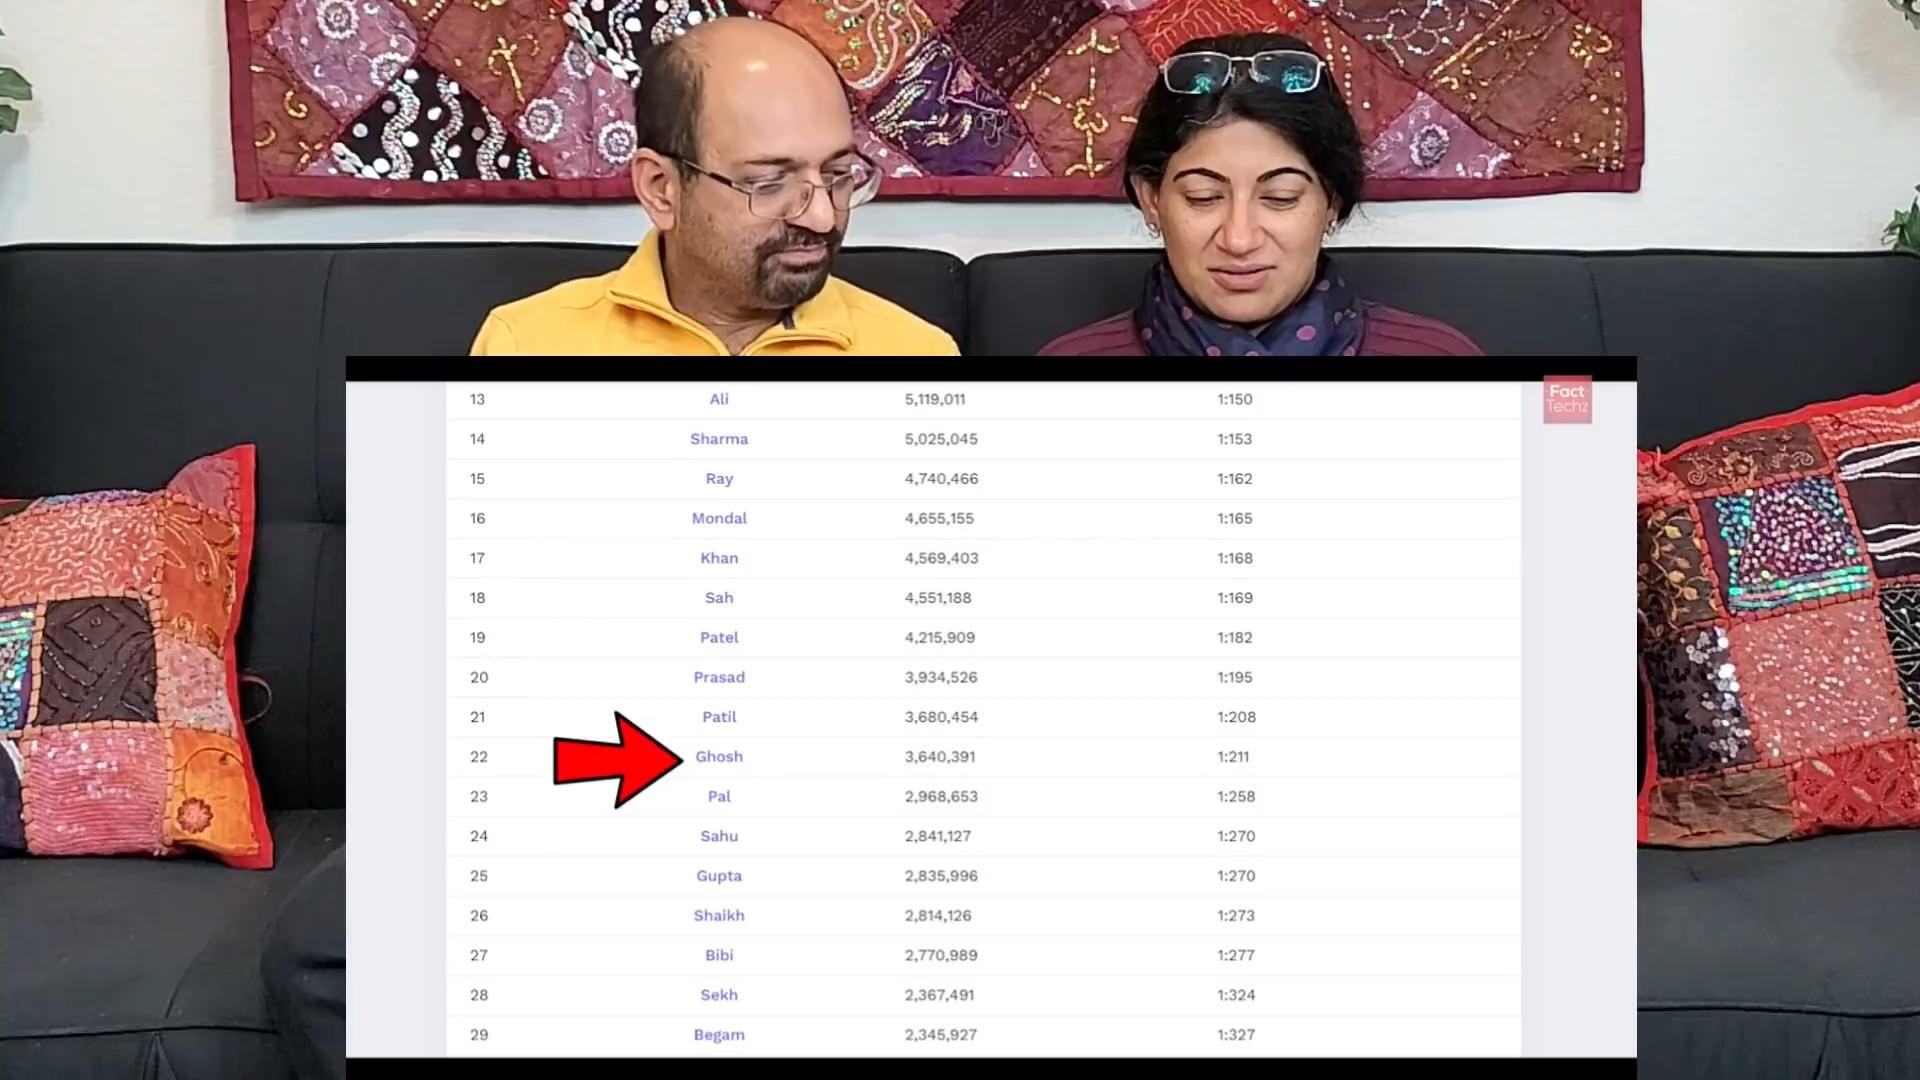 Fact
Techz
13 Ali 5,119,011 1:150
14 Sharma 5,025,045 1:153
15 Ray 4,740,466 1:162
16 Mondal 4,655,155 1:165
17 Khan 4,569,403 1:168
18 Sah 4,551,188 1:169
19 Patel 4,215,909 1:182
20 Prasad 3,934,526 1:195
21 Patil 3,680,454 1:208
22 Ghosh 3,640,391 1:211
23 Pal 2,968,653 1:258
24 Sahu 2,841,127 1:270
25 Gupta 2,835,996 1:270
26 Shaikh 2,814,126 1:273
27 Bibi 2,770,989 1:277
28 Sekh 2,367,491 1:324
29 Begam 2,345,927 1:327